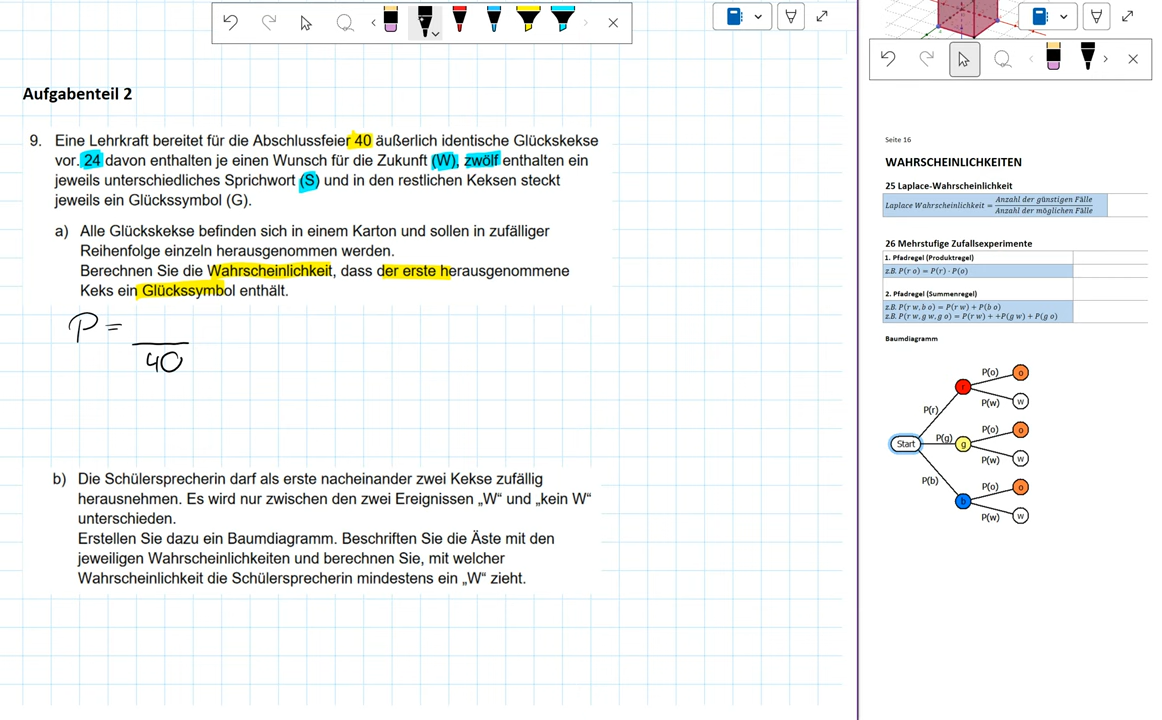 Aufgabenteil 2
9. Eine Lehrkraft bereitet für die Abschlussfeier 40 äußerlich identische Glückskekse
vor. 24 davon enthalten je einen Wunsch für die Zukunft (W), zwölf enthalten ein
jeweils unterschiedliches Sprichwort (S) und in den restlichen Keksen steckt
jeweils ein Glückssymbol (G).
a) Alle Glückskekse befinden sich in einem Karton und sollen in zufälliger
Reihenfolge einzeln herausgenommen werden.
Berechnen Sie die Wahrscheinlichkeit, dass der erste herausgenommene
Keks ein Glückssymbol enthält.
P =
40
b) Die Schülersprecherin darf als erste nacheinander zwei Kekse zufällig
herausnehmen. Es wird nur zwischen den zwei Ereignissen „W“ und „kein W“
unterschieden.
Erstellen Sie dazu ein Baumdiagramm. Beschriften Sie die Äste mit den
jeweiligen Wahrscheinlichkeiten und berechnen Sie, mit welcher
Wahrscheinlichkeit die Schülersprecherin mindestens ein „W“ zieht.
Seite 16
WAHRSCHEINLICHKEITEN
25 Laplace-Wahrscheinlichkeit
Laplace Wahrscheinlichkeit = Anzahl der günstigen Fälle
Anzahl der möglichen Fälle
26 Mehrstufige Zufallsexperimente
1. Pfadregel (Produktregel)
z.B. P(r o) = P(r) · P(o)
2. Pfadregel (Summenregel)
z.B. P(r w, b o) = P(r w) + P(b o)
z.B. P(r w, g w, g o) = P(r w) + +P(g w) + P(g o)
Baumdiagramm
P(o) o
r
P(r) P(w) w
P(o) o
Start P(g) g
P(w) w
P(b) P(o) o
b
P(w) w